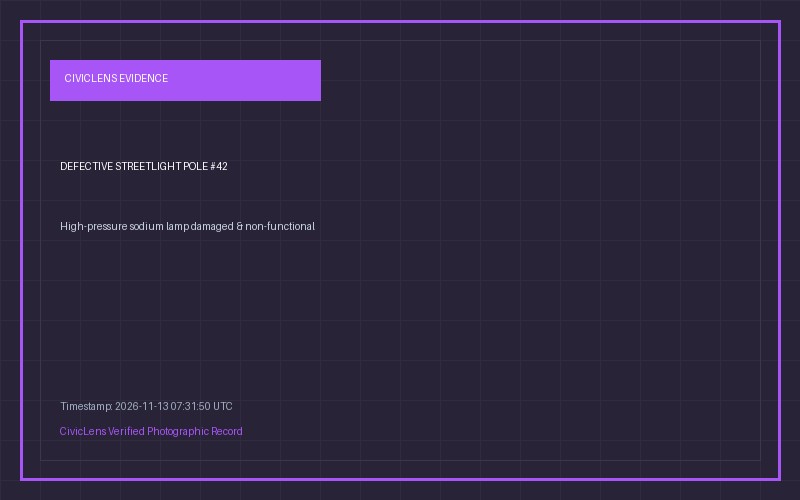 CIVICLENS EVIDENCE
DEFECTIVE STREETLIGHT POLE #42
High-pressure sodium lamp damaged & non-functional
Timestamp: 2026-11-13 07:31:50 UTC
CivicLens Verified Photographic Record